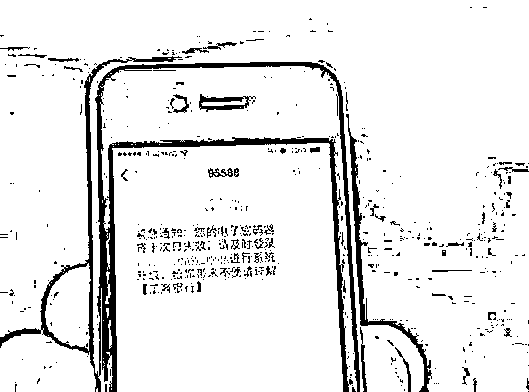 95588
紧急通知：您的电子密码器
将于次日失效，请及时登录
进行系统
升级，给您带来不便请谅解
【工商银行】